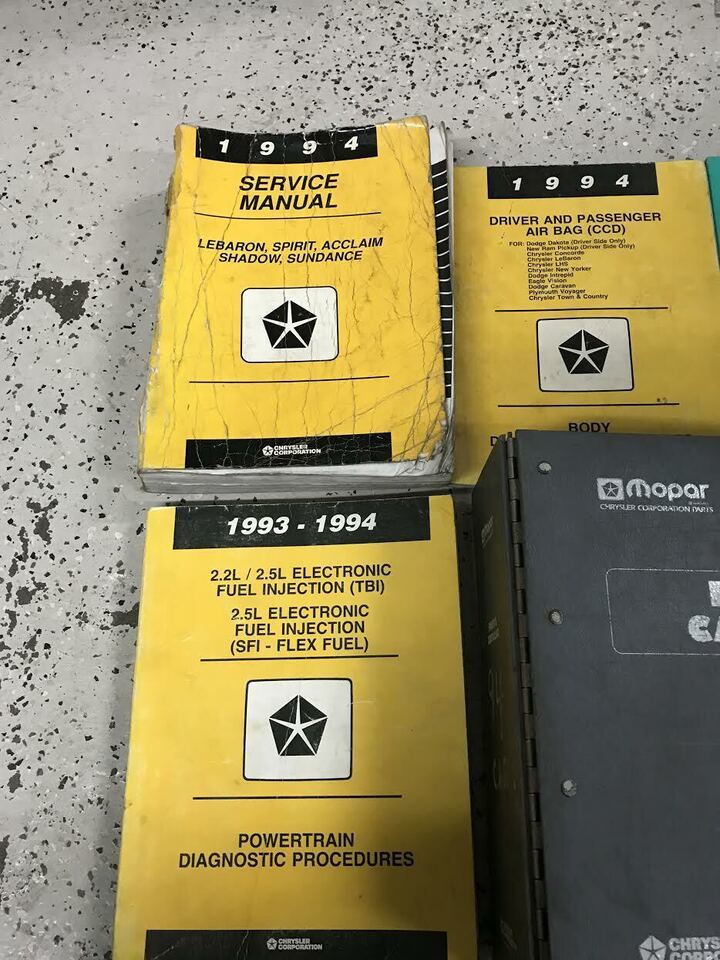 1994
SERVICE
MANUAL
LEBARON, SPIRIT, ACCLAIM
SHADOW, SUNDANCE
CHRYSLER
CORPORATION
1994
DRIVER AND PASSENGER
AIR BAG (CCD)
FOR: Dodge Dakota (Driver Side Only)
New Ram Pickup (Driver Side Only)
Chrysler Concorde
Chrysler LeBaron
Chrysler LHS
Chrysler New Yorker
Dodge Intrepid
Eagle Vision
Dodge Caravan
Plymouth Voyager
Chrysler Town & Country
BODY
1993 - 1994
2.2L / 2.5L ELECTRONIC
FUEL INJECTION (TBI)
2.5L ELECTRONIC
FUEL INJECTION
(SFI - FLEX FUEL)
POWERTRAIN
DIAGNOSTIC PROCEDURES
CHRYSLER
CORPORATION
Mopar
CHRYSLER CORPORATION PARTS